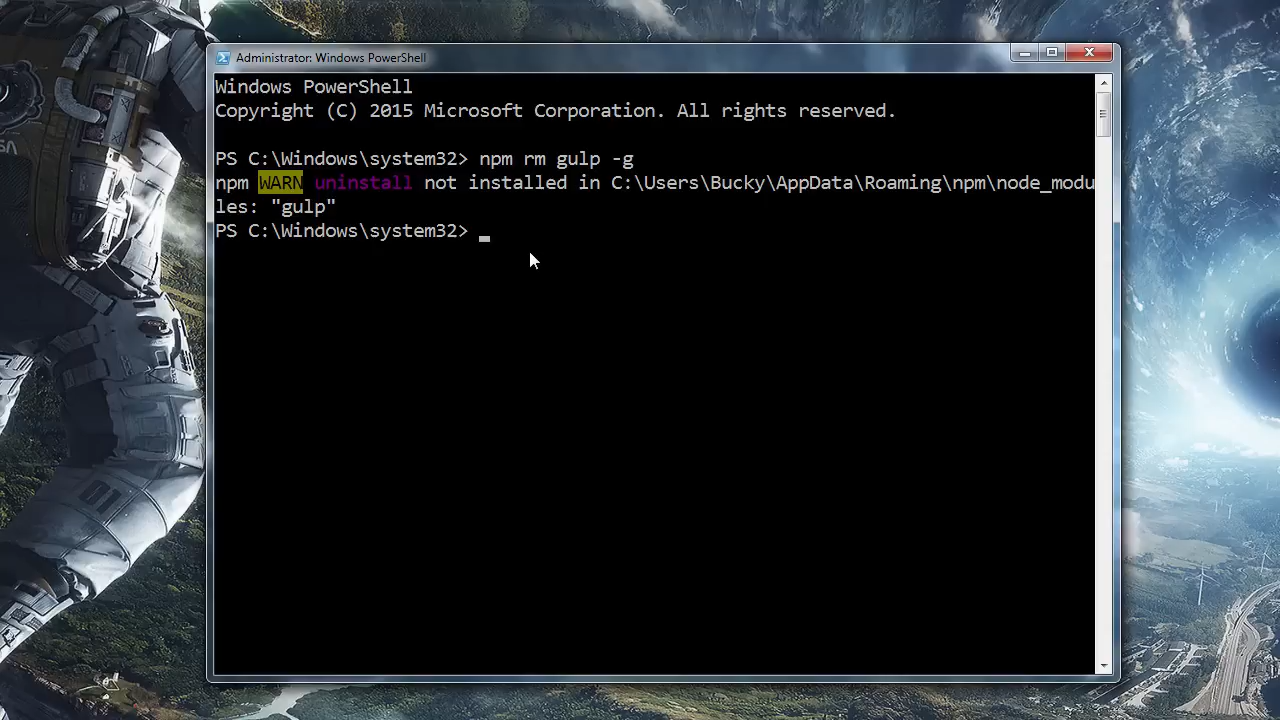 Administrator: Windows PowerShell
Windows PowerShell
Copyright (C) 2015 Microsoft Corporation. All rights reserved.
PS C:\Windows\system32> npm rm gulp -g
npm WARN uninstall not installed in C:\Users\Bucky\AppData\Roaming\npm\node_modu
les: "gulp"
PS C:\Windows\system32>
01